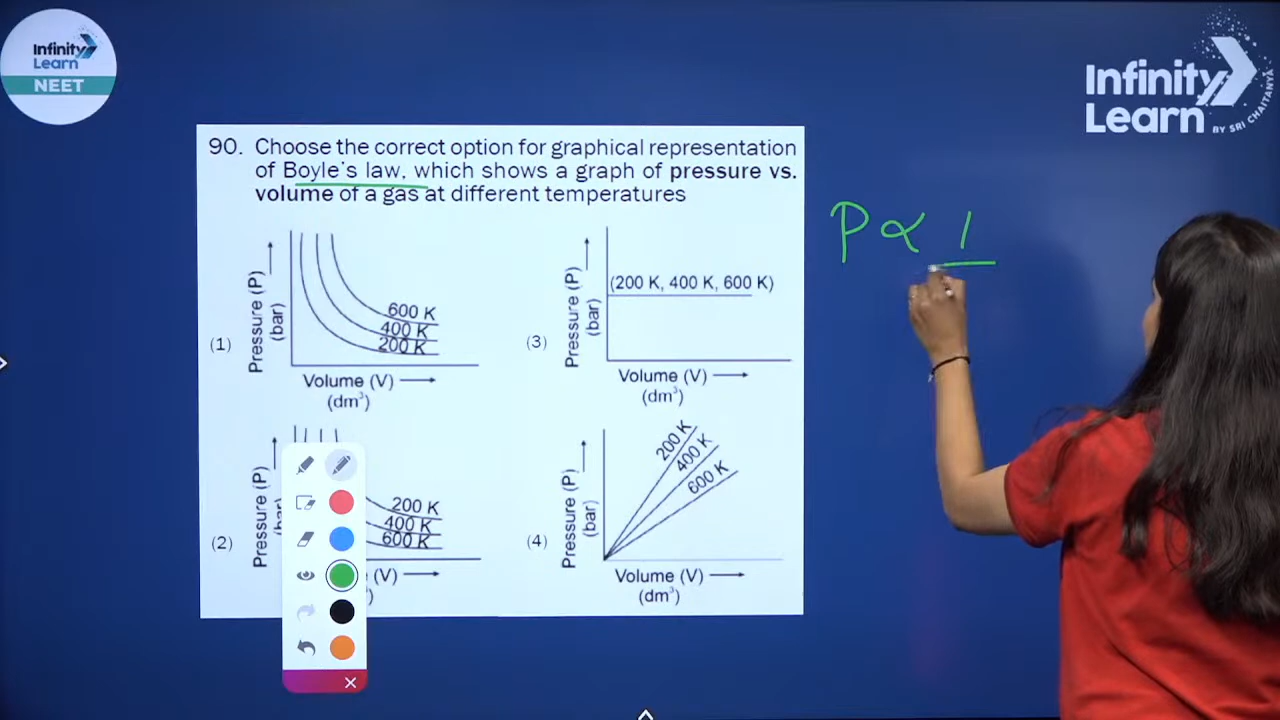 Infinity
Learn
NEET
Infinity
Learn
BY SRI CHAITANYA
90. Choose the correct option for graphical representation
of Boyle's law, which shows a graph of pressure vs.
volume of a gas at different temperatures
P ∝ 1
(1)
Pressure (P)
(bar)
600 K
400 K
200 K
Volume (V)
(dm³)
(3)
Pressure (P)
(bar)
(200 K, 400 K, 600 K)
Volume (V)
(dm³)
(2)
Pressure (P)
200 K
400 K
600 K
(V)
(4)
Pressure (P)
(bar)
200 K
400 K
600 K
Volume (V)
(dm³)